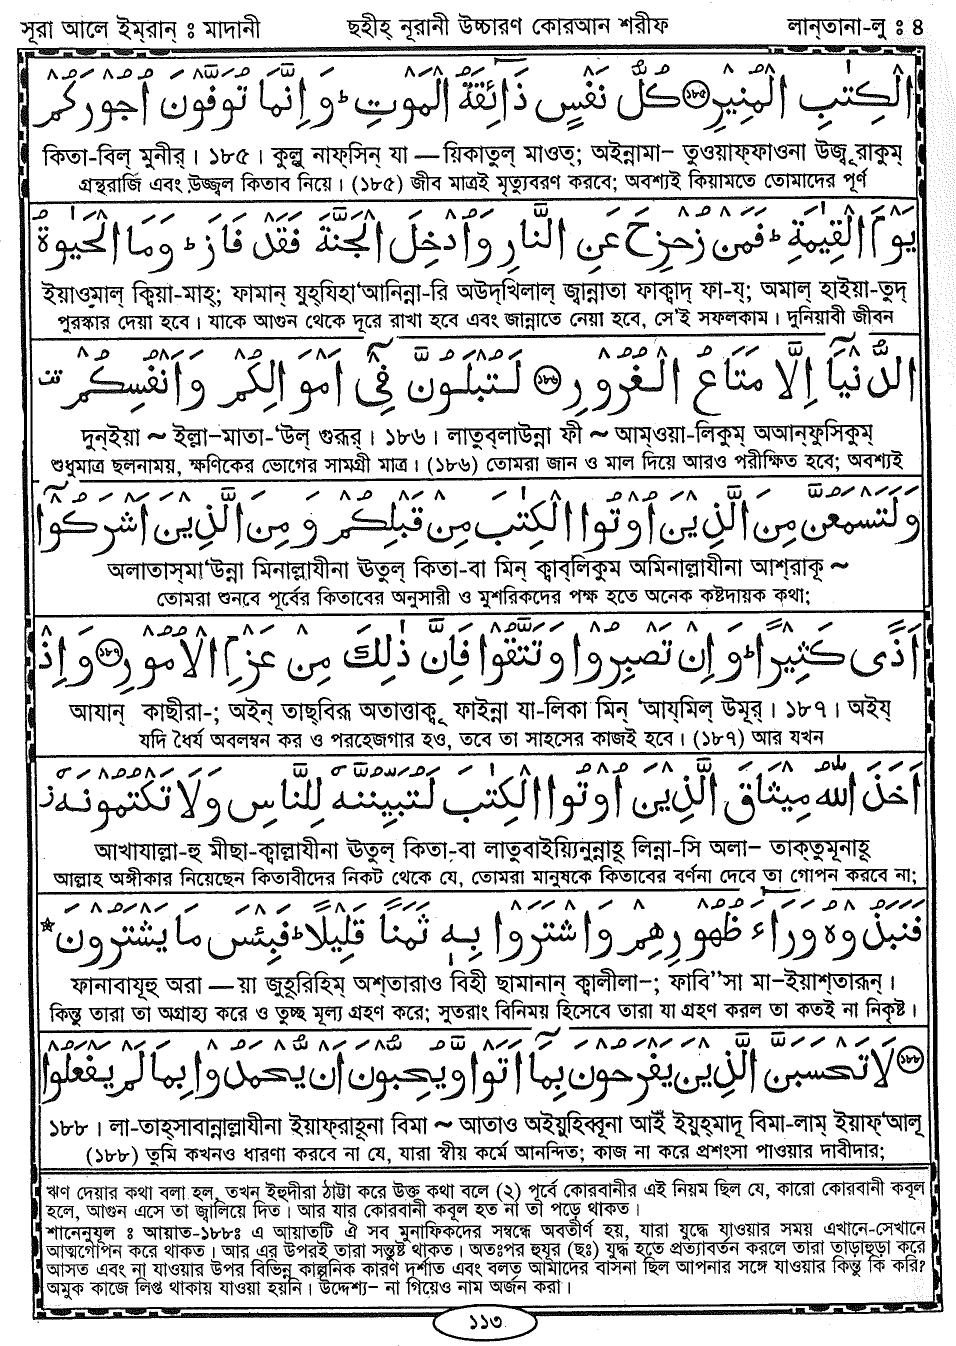 সূরা আলে ইম্‌রান্ ঃ মাদানী
ছহীহ্ নূরানী উচ্চারণ কোরআন শরীফ
লান্‌তানা-লু ঃ ৪
الْكِتٰبِ الْمُنِيْرِ ۝۱۸۵ كُلُّ نَفْسٍ ذَآئِقَةُ الْمَوْتِ ؕ وَاِنَّمَا تُوَفَّوْنَ اُجُوْرَكُمْ
কিতা-বিল্ মুনীর্ । ১৮৫ । কুল্লু নাফ্‌সিন্ যা — য়িকাতুল্ মাওত্; অইন্নামা– তুওয়াফ্‌ফাওনা উজ্ব ূরাকুম্
গ্রন্থরাজি এবং উজ্জ্বল কিতাব নিয়ে । (১৮৫) জীব মাত্রই মৃত্যুবরণ করবে; অবশ্যই কিয়ামতে তোমাদের পূর্ণ
يَوْمَ الْقِيٰمَةِ ؕ فَمَنْ زُحْزِحَ عَنِ النَّارِ وَاُدْخِلَ الْجَنَّةَ فَقَدْ فَازَ ؕ وَمَا الْحَيٰوةُ
ইয়াওমাল্ ক্বিয়া-মাহ্; ফামান্ যুহ্‌যিহা‘আনিন্না-রি অউদ্‌খিলাল্ জ্বান্নাতা ফাক্বাদ্ ফা-য্; অমাল্ হাইয়া-তুদ্
পুরস্কার দেয়া হবে । যাকে আগুন থেকে দূরে রাখা হবে এবং জান্নাতে নেয়া হবে, সে'ই সফলকাম । দুনিয়াবী জীবন
الدُّنْيَآ اِلَّا مَتَاعُ الْغُرُوْرِ ۝۱۸۶ لَتُبْلَوُنَّ فِيْٓ اَمْوَالِكُمْ وَاَنْفُسِكُمْ قف
দুন্‌ইয়া ~ ইল্লা–মাতা-‘উল্ গুরূর্ । ১৮৬ । লাতুব্‌লাউন্না ফী ~ আম্‌ওয়া-লিকুম্ অআন্‌ফুসিকুম্
শুধুমাত্র ছলনাময়, ক্ষণিকের ভোগের সামগ্রী মাত্র । (১৮৬) তোমরা জান ও মাল দিয়ে আরও পরীক্ষিত হবে; অবশ্যই
وَلَتَسْمَعُنَّ مِنَ الَّذِيْنَ اُوْتُوا الْكِتٰبَ مِنْ قَبْلِكُمْ وَمِنَ الَّذِيْنَ اَشْرَكُوْٓا
অলাতাস্‌মা‘উন্না মিনাল্লাযীনা ঊতুল্ কিতা-বা মিন্ ক্বাব্‌লিকুম অমিনাল্লাযীনা আশ্‌রাকূ ~
তোমরা শুনবে পূর্বের কিতাবের অনুসারী ও মুশরিকদের পক্ষ হতে অনেক কষ্টদায়ক কথা;
اَذًى كَثِيْرًا ؕ وَاِنْ تَصْبِرُوْا وَتَتَّقُوْا فَاِنَّ ذٰلِكَ مِنْ عَزْمِ الْاُمُوْرِ ۝۱۸۷ وَاِذْ
আযান্ কাছীরা-; অইন্ তাছ্‌বিরূ অতাত্তাক্বূ ফাইন্না যা-লিকা মিন্ ‘আয্‌মিল্ উমূর্ । ১৮৭ । অইয্
যদি ধৈর্য অবলম্বন কর ও পরহেজগার হও, তবে তা সাহসের কাজই হবে । (১৮৭) আর যখন
اَخَذَ اللّٰهُ مِيْثَاقَ الَّذِيْنَ اُوْتُوا الْكِتٰبَ لَتُبَيِّنُنَّهٗ لِلنَّاسِ وَلَا تَكْتُمُوْنَهٗ ز
আখাযাল্লা-হু মীছা-ক্বাল্লাযীনা ঊতুল্ কিতা-বা লাতুবাইয়্যিনুন্নাহূ লিন্না-সি অলা– তাক্‌তুমূনাহূ
আল্লাহ অঙ্গীকার নিয়েছেন কিতাবীদের নিকট থেকে যে, তোমরা মানুষকে কিতাবের বর্ণনা দেবে তা গোপন করবে না;
فَنَبَذُوْهُ وَرَآءَ ظُهُوْرِهِمْ وَاشْتَرَوْا بِهٖ ثَمَنًا قَلِيْلًا ؕ فَبِئْسَ مَا يَشْتَرُوْنَ ☆
ফানাবাযূহু অরা — য়া জুহূরিহিম্ অশ্‌তারাও বিহী ছামানান্ ক্বালীলা–; ফাবি’’সা মা–ইয়াশ্‌তারূন্ ।
কিন্তু তারা তা অগ্রাহ্য করে ও তুচ্ছ মূল্য গ্রহণ করে; সুতরাং বিনিময় হিসেবে তারা যা গ্রহণ করল তা কতই না নিকৃষ্ট ।
۝۱۸۸ لَا تَحْسَبَنَّ الَّذِيْنَ يَفْرَحُوْنَ بِمَآ اَتَوْا وَّيُحِبُّوْنَ اَنْ يُّحْمَدُوْا بِمَا لَمْ يَفْعَلُوْا
১৮৮ । লা-তাহ্‌সাবান্নাল্লাযীনা ইয়াফ্‌রাহূনা বিমা ~ আতাও অইয়ুহিব্বূনা আইঁ ইয়ুহ্‌মাদূ বিমা-লাম্ ইয়াফ্‘আলূ
(১৮৮) তুমি কখনও ধারণা করবে না যে, যারা স্বীয় কর্মে আনন্দিত; কাজ না করে প্রশংসা পাওয়ার দাবীদার;
ঋণ দেয়ার কথা বলা হল, তখন ইহুদীরা ঠাট্টা করে উক্ত কথা বলে (২) পূর্বে কোরবানীর এই নিয়ম ছিল যে, কারো কোরবানী কবুল
হলে, আগুন এসে তা জ্বালিয়ে দিত । আর যার কোরবানী কবুল হত না তা পড়ে থাকত ।
শানেনুযূল ঃ আয়াত-১৮৮ঃ এ আয়াতটি ঐ সব মুনাফিকদের সম্বন্ধে অবতীর্ণ হয়, যারা যুদ্ধে যাওয়ার সময় এখানে-সেখানে
আত্মগোপন করে থাকত । আর এর উপরই তারা সন্তুষ্ট থাকত । অতঃপর হুযূর (ছঃ) যুদ্ধ হতে প্রত্যাবর্তন করলে তারা তাড়াহুড়া করে
আসত এবং না যাওয়ার উপর বিভিন্ন কাল্পনিক কারণ দর্শাত এবং বলত আমাদের বাসনা ছিল আপনার সঙ্গে যাওয়ার কিন্তু কি করি?
অমুক কাজে লিপ্ত থাকায় যাওয়া হয়নি । উদ্দেশ্য– না গিয়েও নাম অর্জন করা ।
১১৩